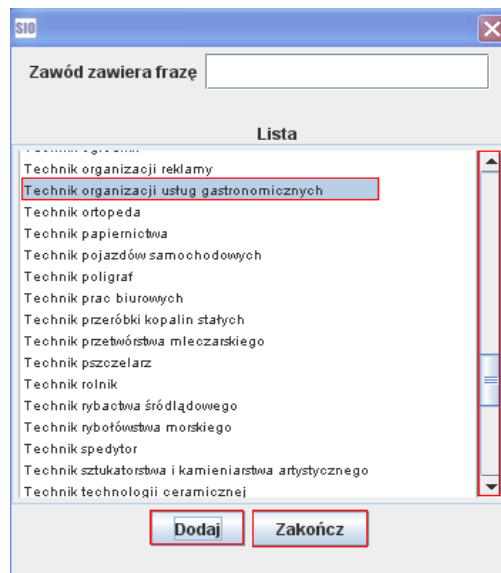 SIO
Zawód zawiera frazę
Lista
Technik organizacji reklamy
Technik organizacji usług gastronomicznych
Technik ortopeda
Technik papiernictwa
Technik pojazdów samochodowych
Technik poligraf
Technik prac biurowych
Technik przeróbki kopalin stałych
Technik przetwórstwa mleczarskiego
Technik pszczelarz
Technik rolnik
Technik rybactwa śródlądowego
Technik rybołówstwa morskiego
Technik spedytor
Technik sztukatorstwa i kamieniarstwa artystycznego
Technik technologii ceramicznej
Dodaj Zakończ